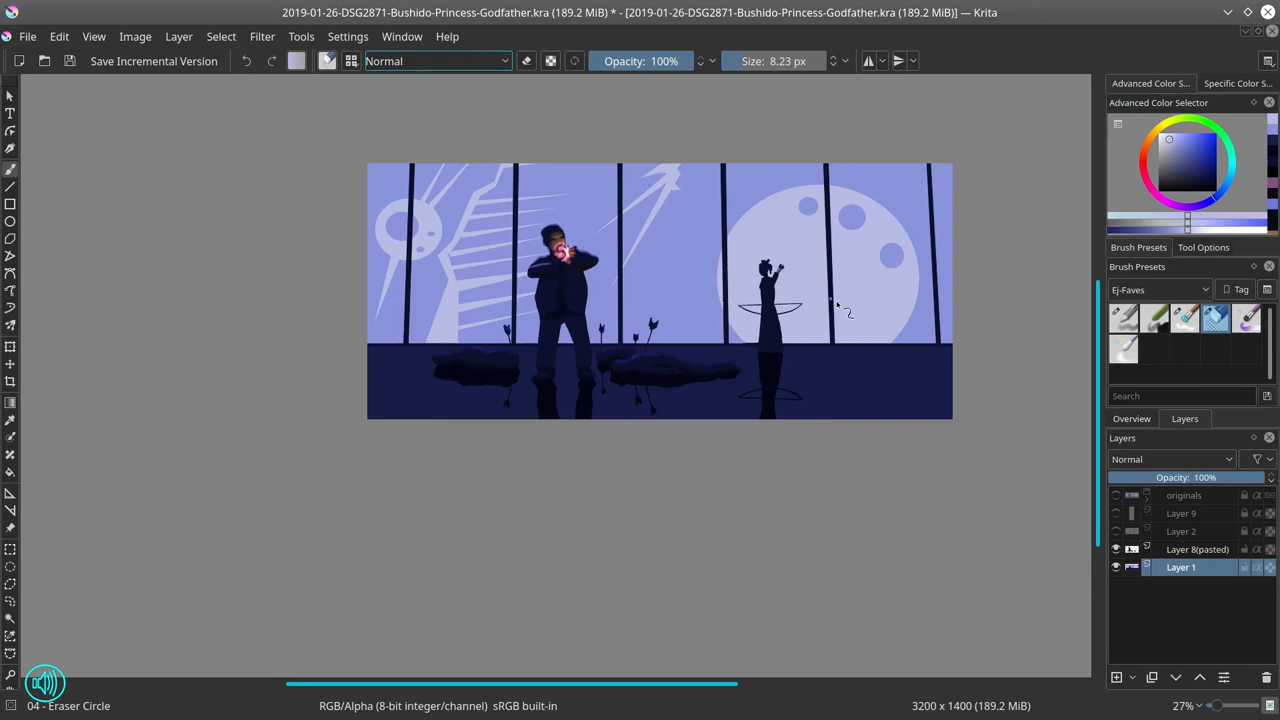 2019-01-26-DSG2871-Bushido-Princess-Godfather.kra (189.2 MiB) * - [2019-01-26-DSG2871-Bushido-Princess-Godfather.kra (189.2 MiB)] — Krita
File Edit View Image Layer Select Filter Tools Settings Window Help
Save Incremental Version Normal Opacity: 100% Size: 8.23 px
Advanced Color S... Specific Color S...
Advanced Color Selector
Brush Presets Tool Options
Brush Presets
Ej-Faves Tag
Search
Overview Layers
Layers
Normal
Opacity: 100%
originals
Layer 9
Layer 2
Layer 8(pasted)
Layer 1
04 - Eraser Circle RGB/Alpha (8-bit integer/channel) sRGB built-in 3200 x 1400 (189.2 MiB) 27%